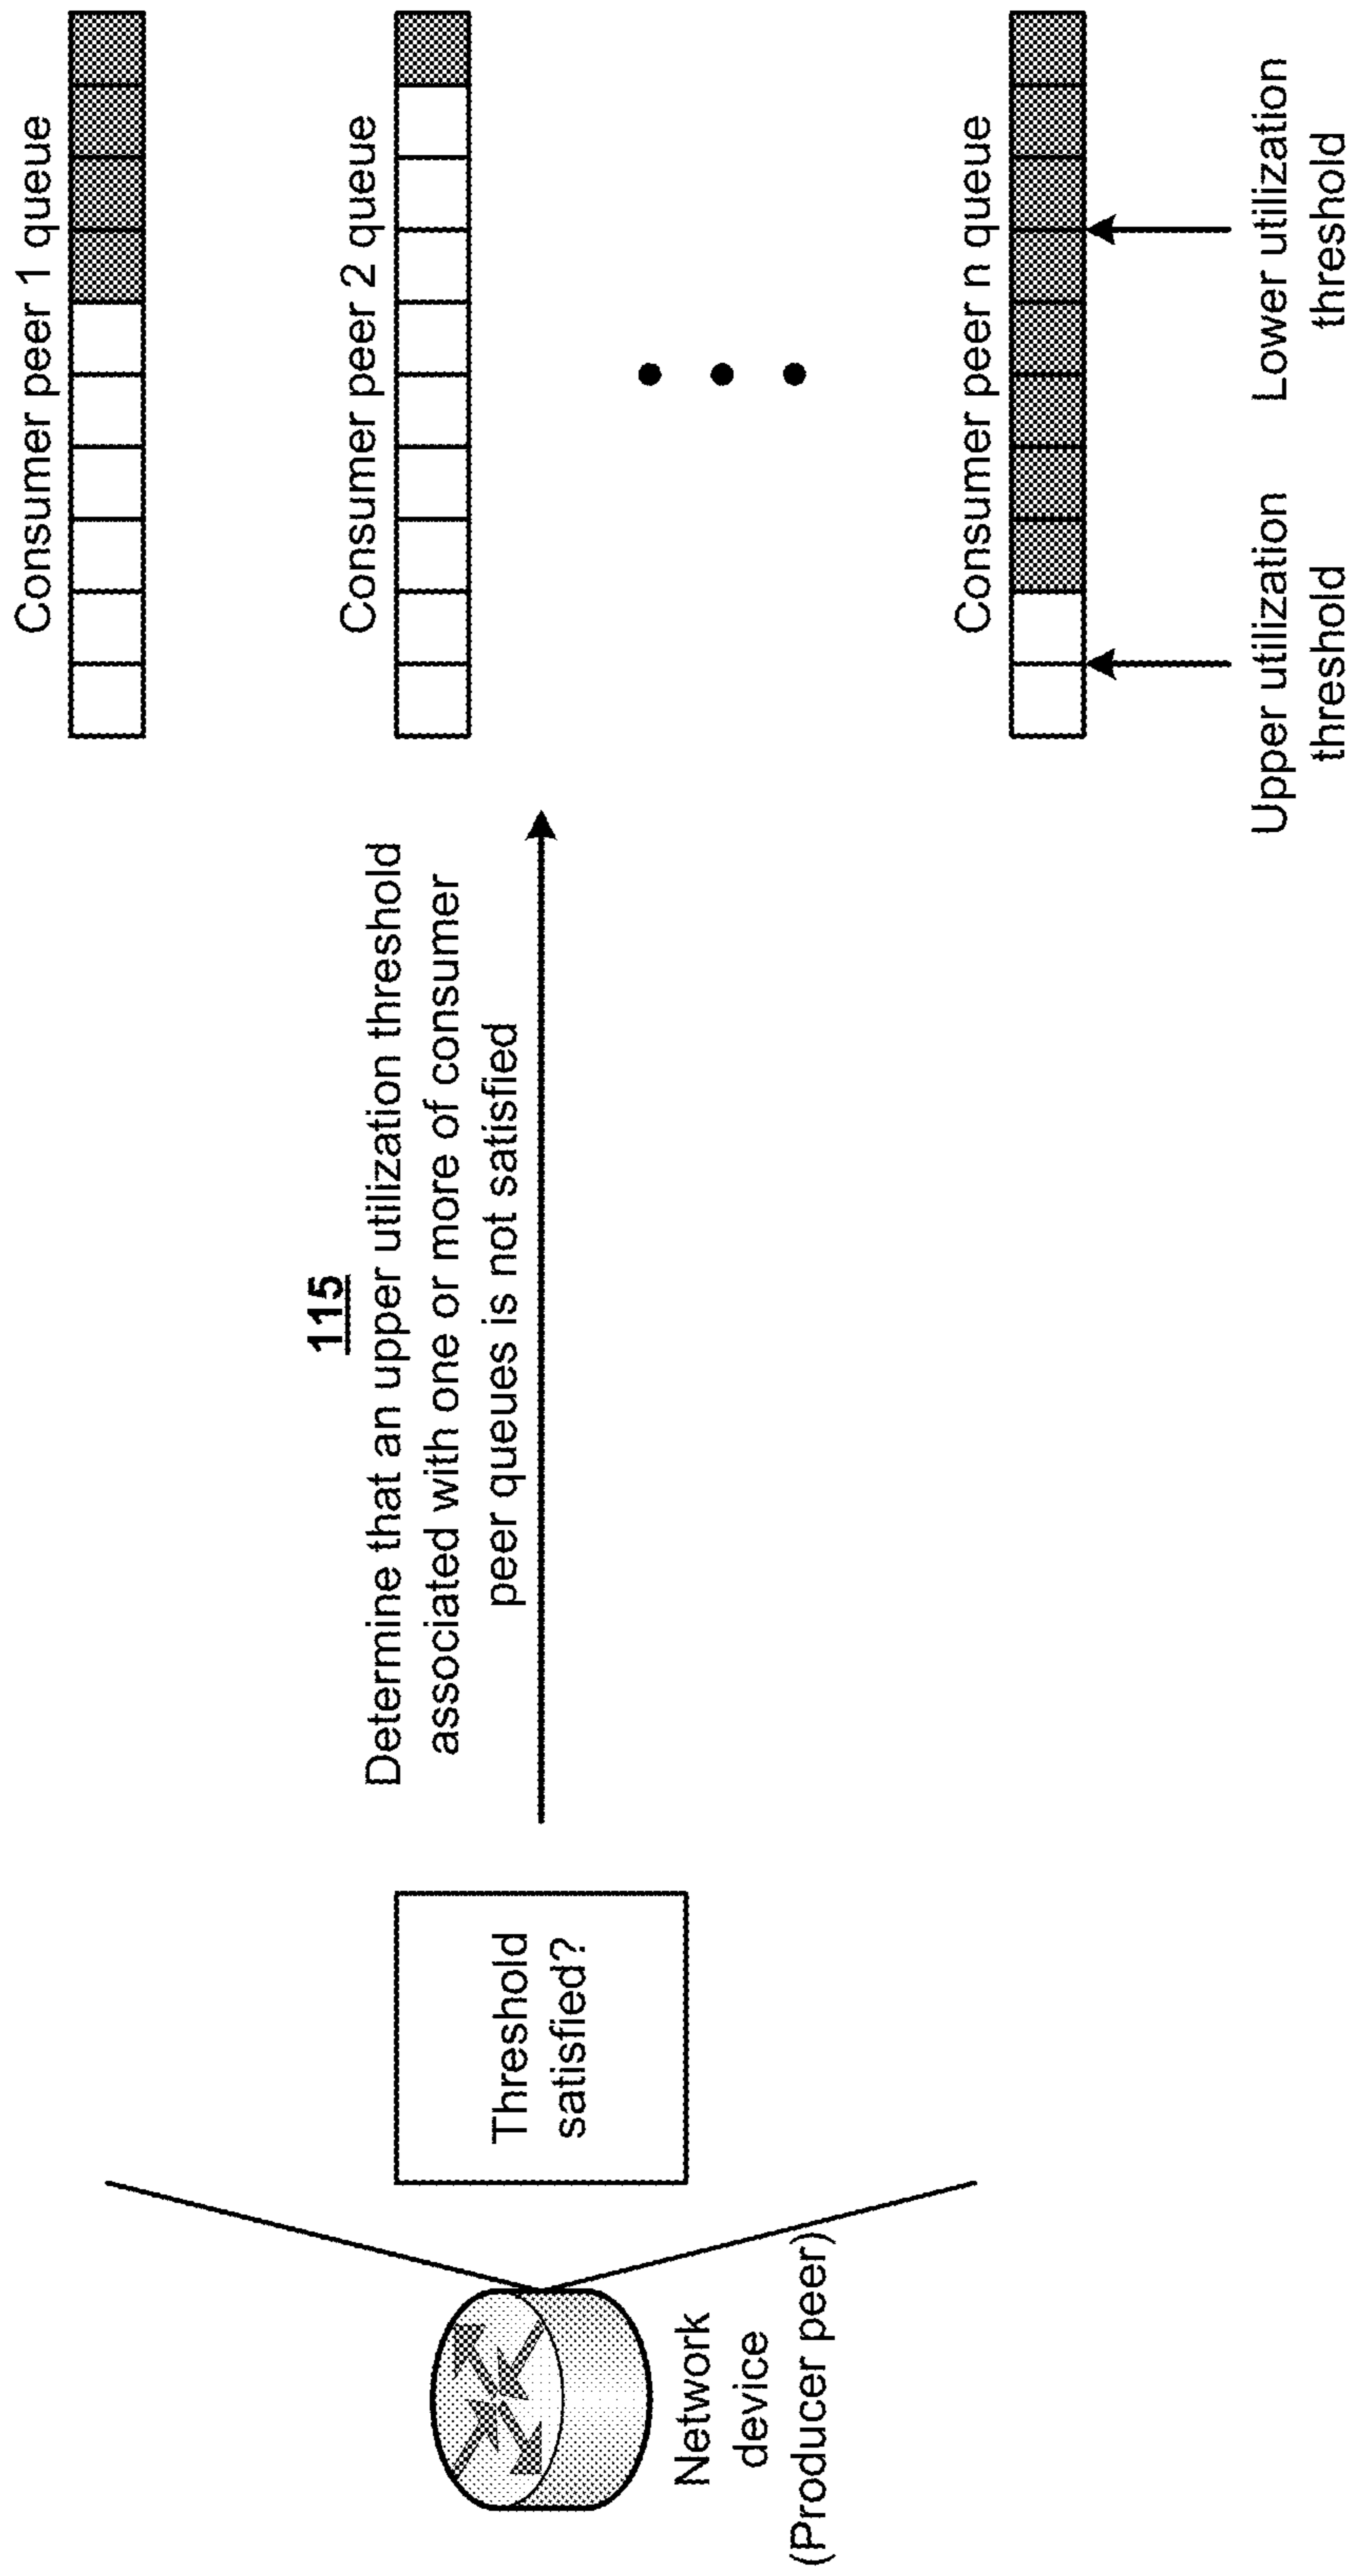 Consumer peer 1 queue
115
Determine that an upper utilization threshold
associated with one or more of consumer
peer queues is not satisfied
Consumer peer 2 queue
Threshold
satisfied?
Network
device
(Producer peer)
Consumer peer n queue
Upper utilization
threshold
Lower utilization
threshold